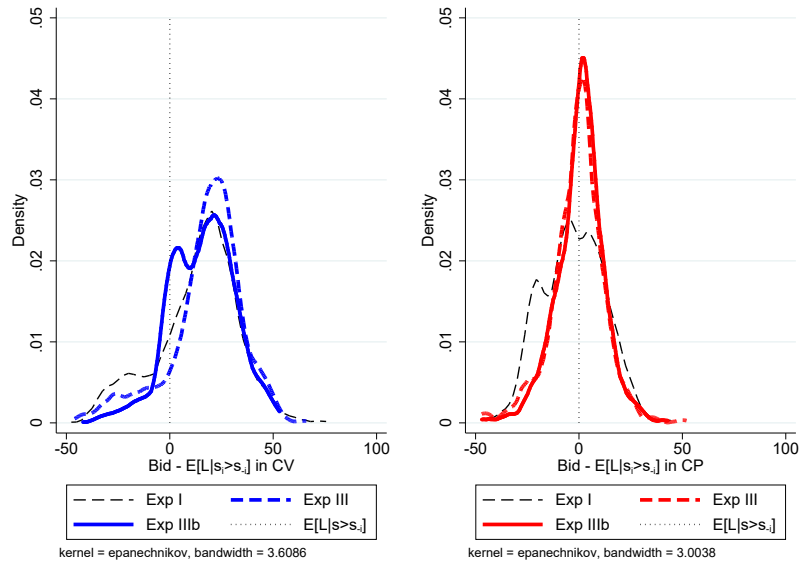 .05
.04
.03
.02
.01
0
Density
-50 0 50 100
Bid - E[L|sᵢ>s₋ᵢ] in CV
Exp I Exp III
Exp IIIb E[L|s>s₋ᵢ]
kernel = epanechnikov, bandwidth = 3.6086
.05
.04
.03
.02
.01
0
Density
-50 0 50 100
Bid - E[L|sᵢ>s₋ᵢ] in CP
Exp I Exp III
Exp IIIb E[L|s>s₋ᵢ]
kernel = epanechnikov, bandwidth = 3.0038